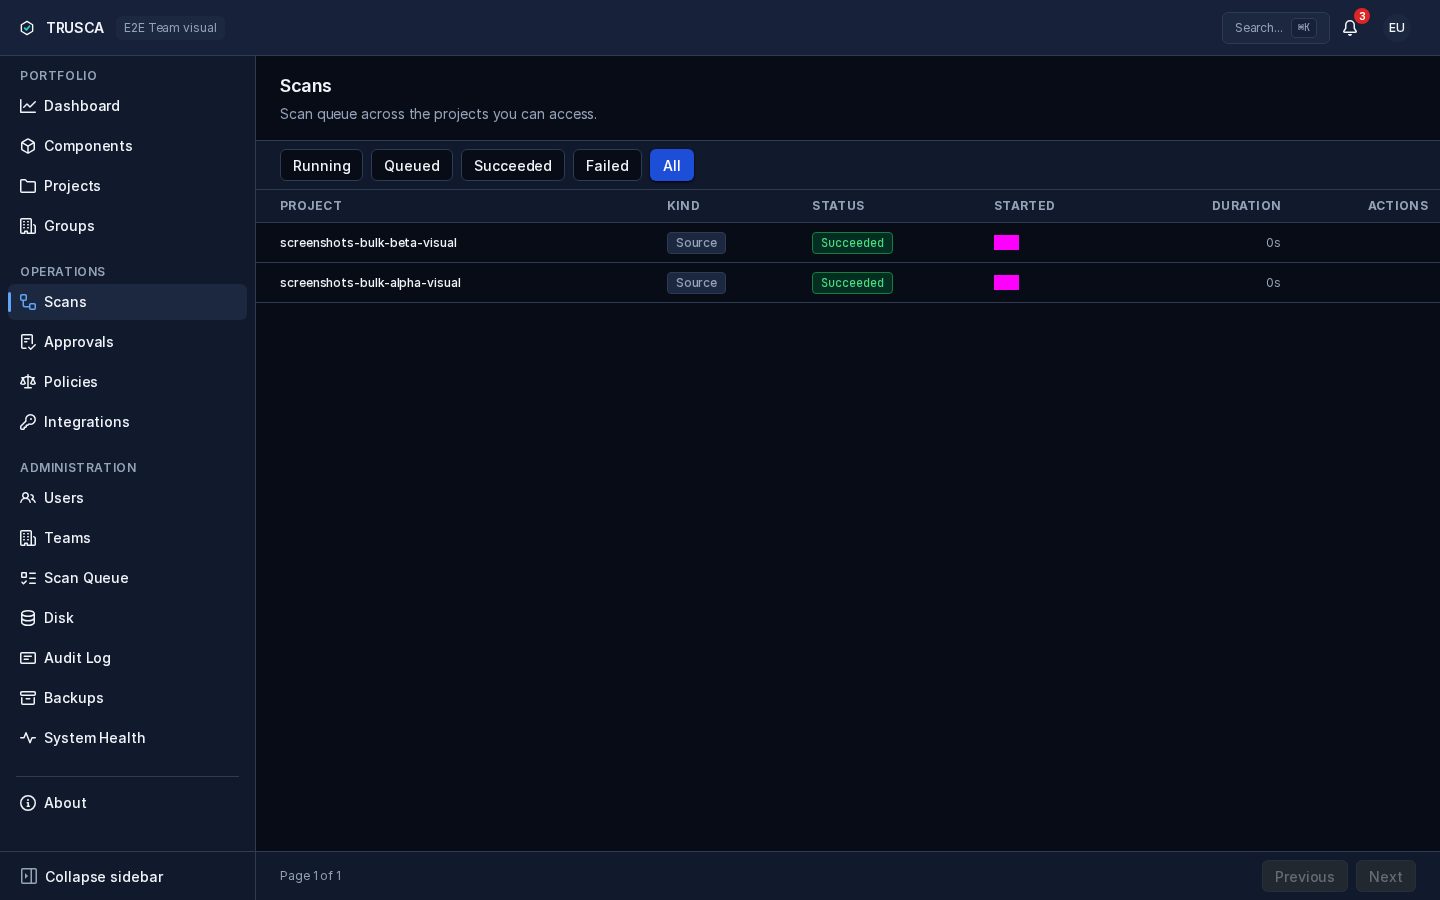 TRUSCA E2E Team visual Search... ⌘K 3 EU
PORTFOLIO
Dashboard
Components
Projects
Groups
OPERATIONS
Scans
Approvals
Policies
Integrations
ADMINISTRATION
Users
Teams
Scan Queue
Disk
Audit Log
Backups
System Health
About
Collapse sidebar
Scans
Scan queue across the projects you can access.
Running Queued Succeeded Failed All
PROJECT KIND STATUS STARTED DURATION ACTIONS
screenshots-bulk-beta-visual Source Succeeded 0s
screenshots-bulk-alpha-visual Source Succeeded 0s
Page 1 of 1 Previous Next